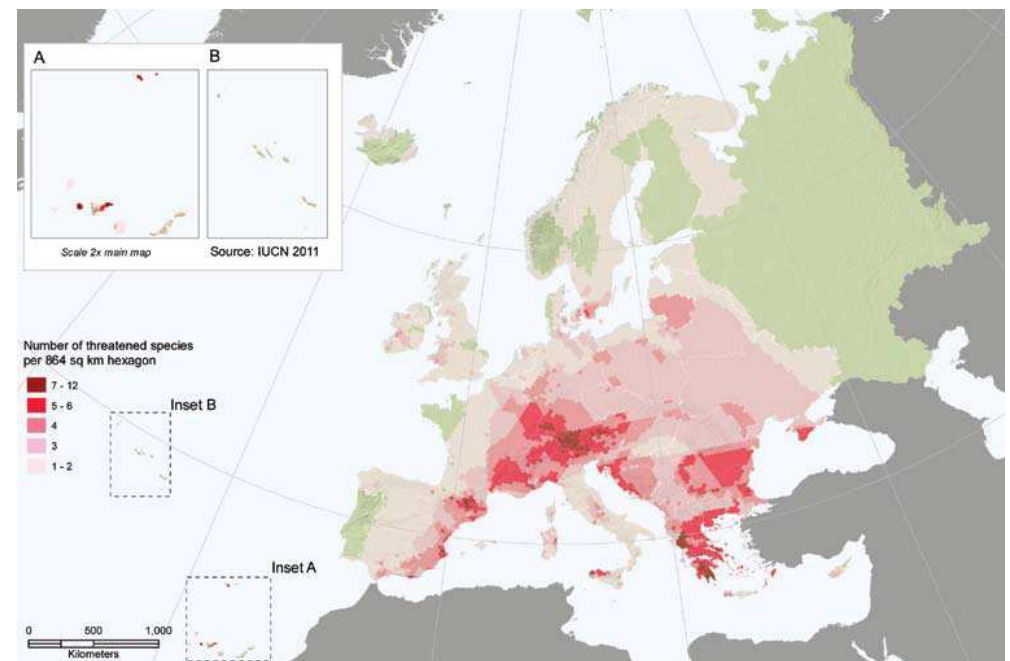 A
B
Scale 2x main map
Source: IUCN 2011
Number of threatened species
per 864 sq km hexagon
7 - 12
5 - 6
4
3
1 - 2
Inset B
Inset A
0 500 1,000
Kilometers